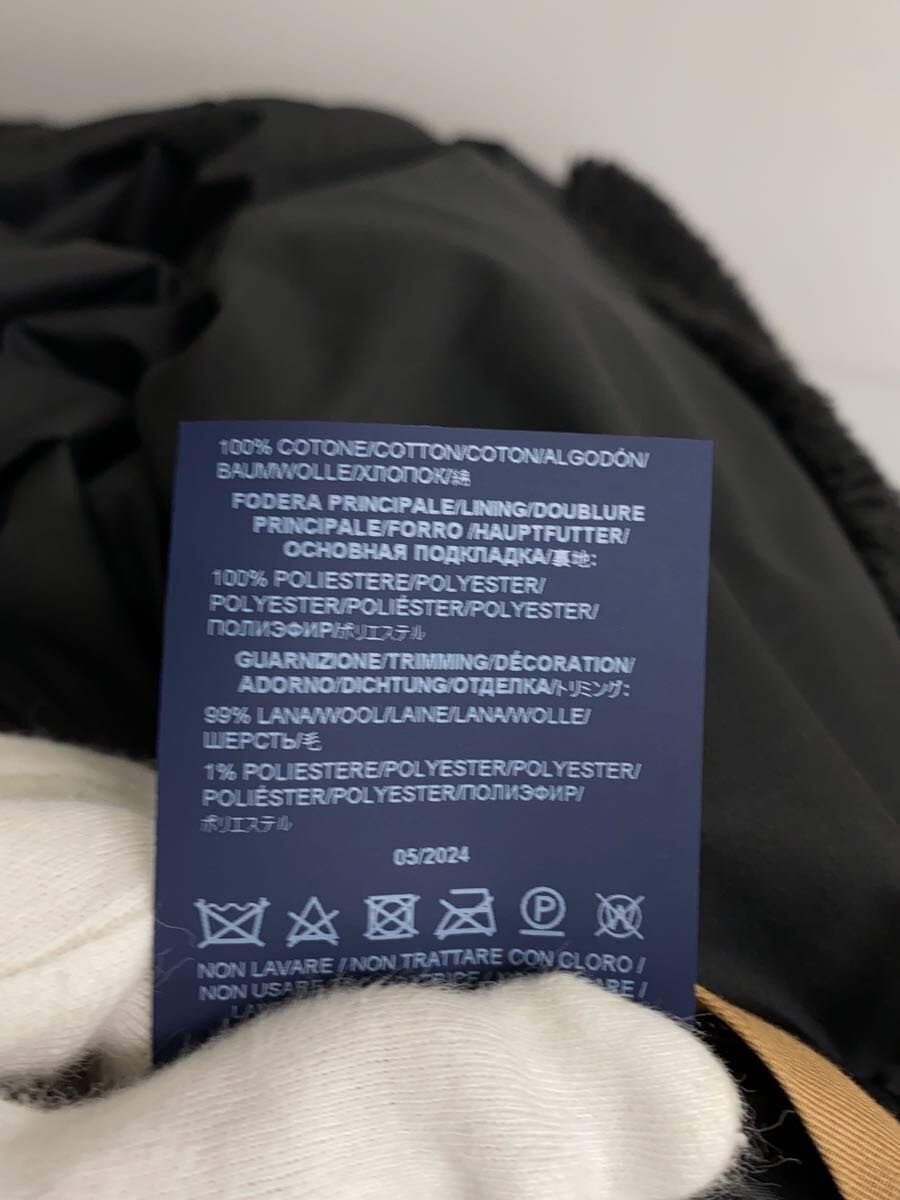 100% COTONE/COTTON/COTON/ALGODÓN/
BAUMWOLLE/ХЛОПОК/綿
FODERA PRINCIPALE/LINING/DOUBLURE
PRINCIPALE/FORRO /HAUPTFUTTER/
ОСНОВНАЯ ПОДКЛАДКА/裏地:
100% POLIESTERE/POLYESTER/
POLYESTER/POLIÉSTER/POLYESTER/
ПОЛИЭФИР/ポリエステル
GUARNIZIONE/TRIMMING/DÉCORATION/
ADORNO/DICHTUNG/ОТДЕЛКА/トリミング:
99% LANA/WOOL/LAINE/LANA/WOLLE/
ШЕРСТЬ/毛
1% POLIESTERE/POLYESTER/POLYESTER/
POLIÉSTER/POLYESTER/ПОЛИЭФИР/
ポリエステル
05/2024
P
W
NON LAVARE / NON TRATTARE CON CLORO /
NON USARE